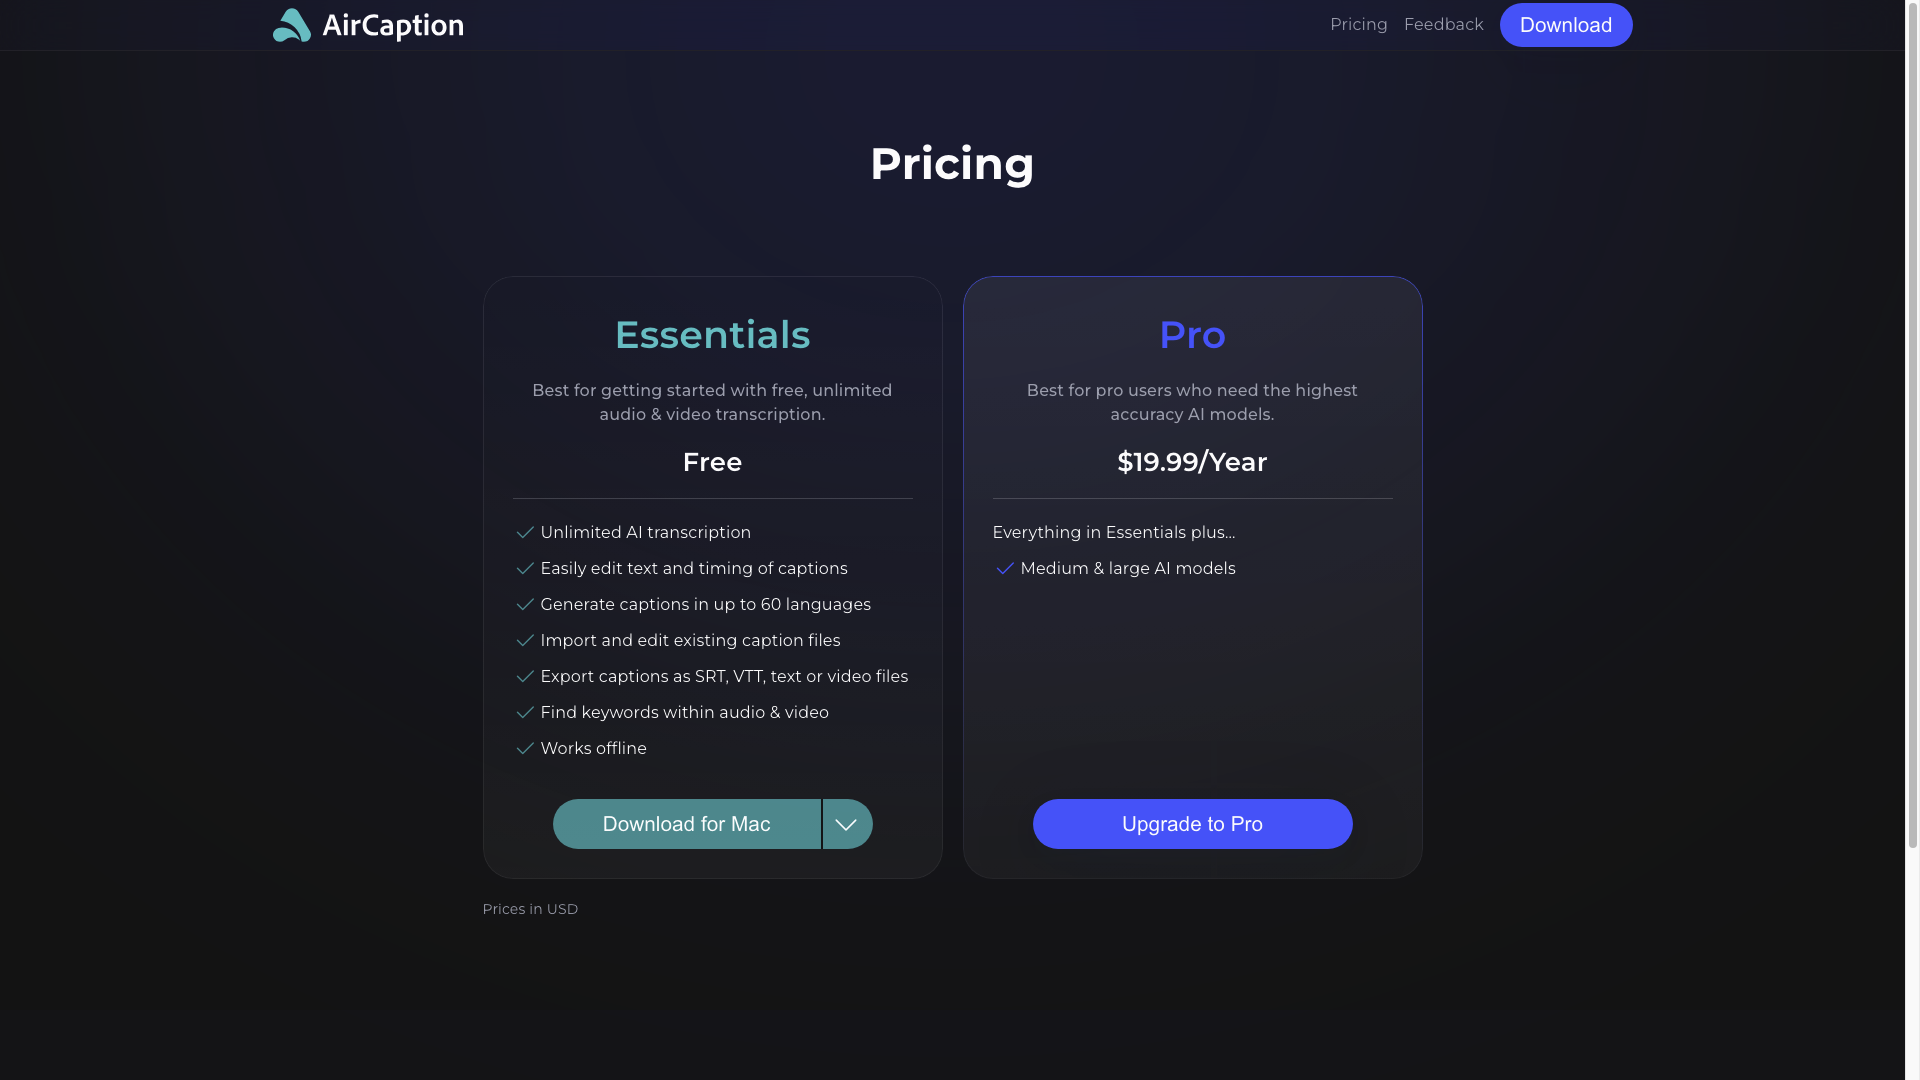 AirCaption
Pricing
Feedback
Download
Pricing
Essentials
Best for getting started with free, unlimited
audio & video transcription.
Free
Unlimited AI transcription
Easily edit text and timing of captions
Generate captions in up to 60 languages
Import and edit existing caption files
Export captions as SRT, VTT, text or video files
Find keywords within audio & video
Works offline
Download for Mac
Pro
Best for pro users who need the highest
accuracy AI models.
$19.99/Year
Everything in Essentials plus...
Medium & large AI models
Upgrade to Pro
Prices in USD